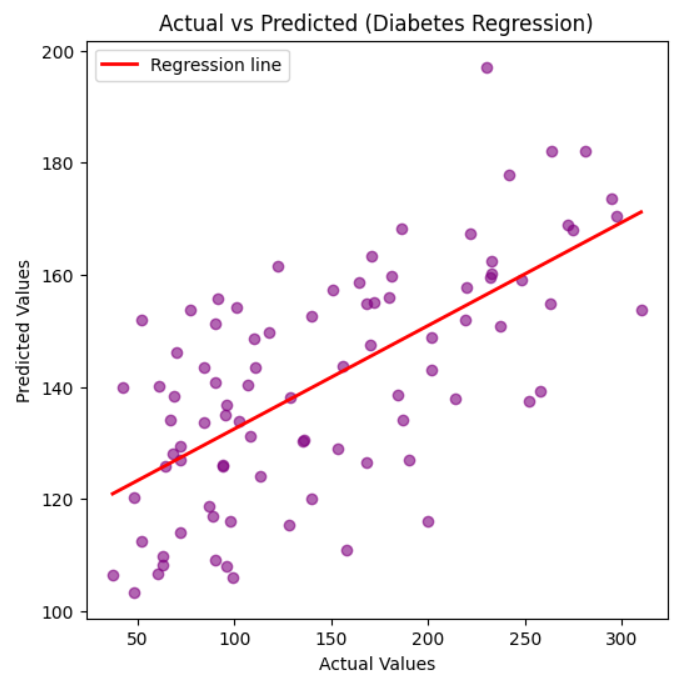 Actual vs Predicted (Diabetes Regression)
Regression line
200
180
160
140
120
100
Predicted Values
50 100 150 200 250 300
Actual Values